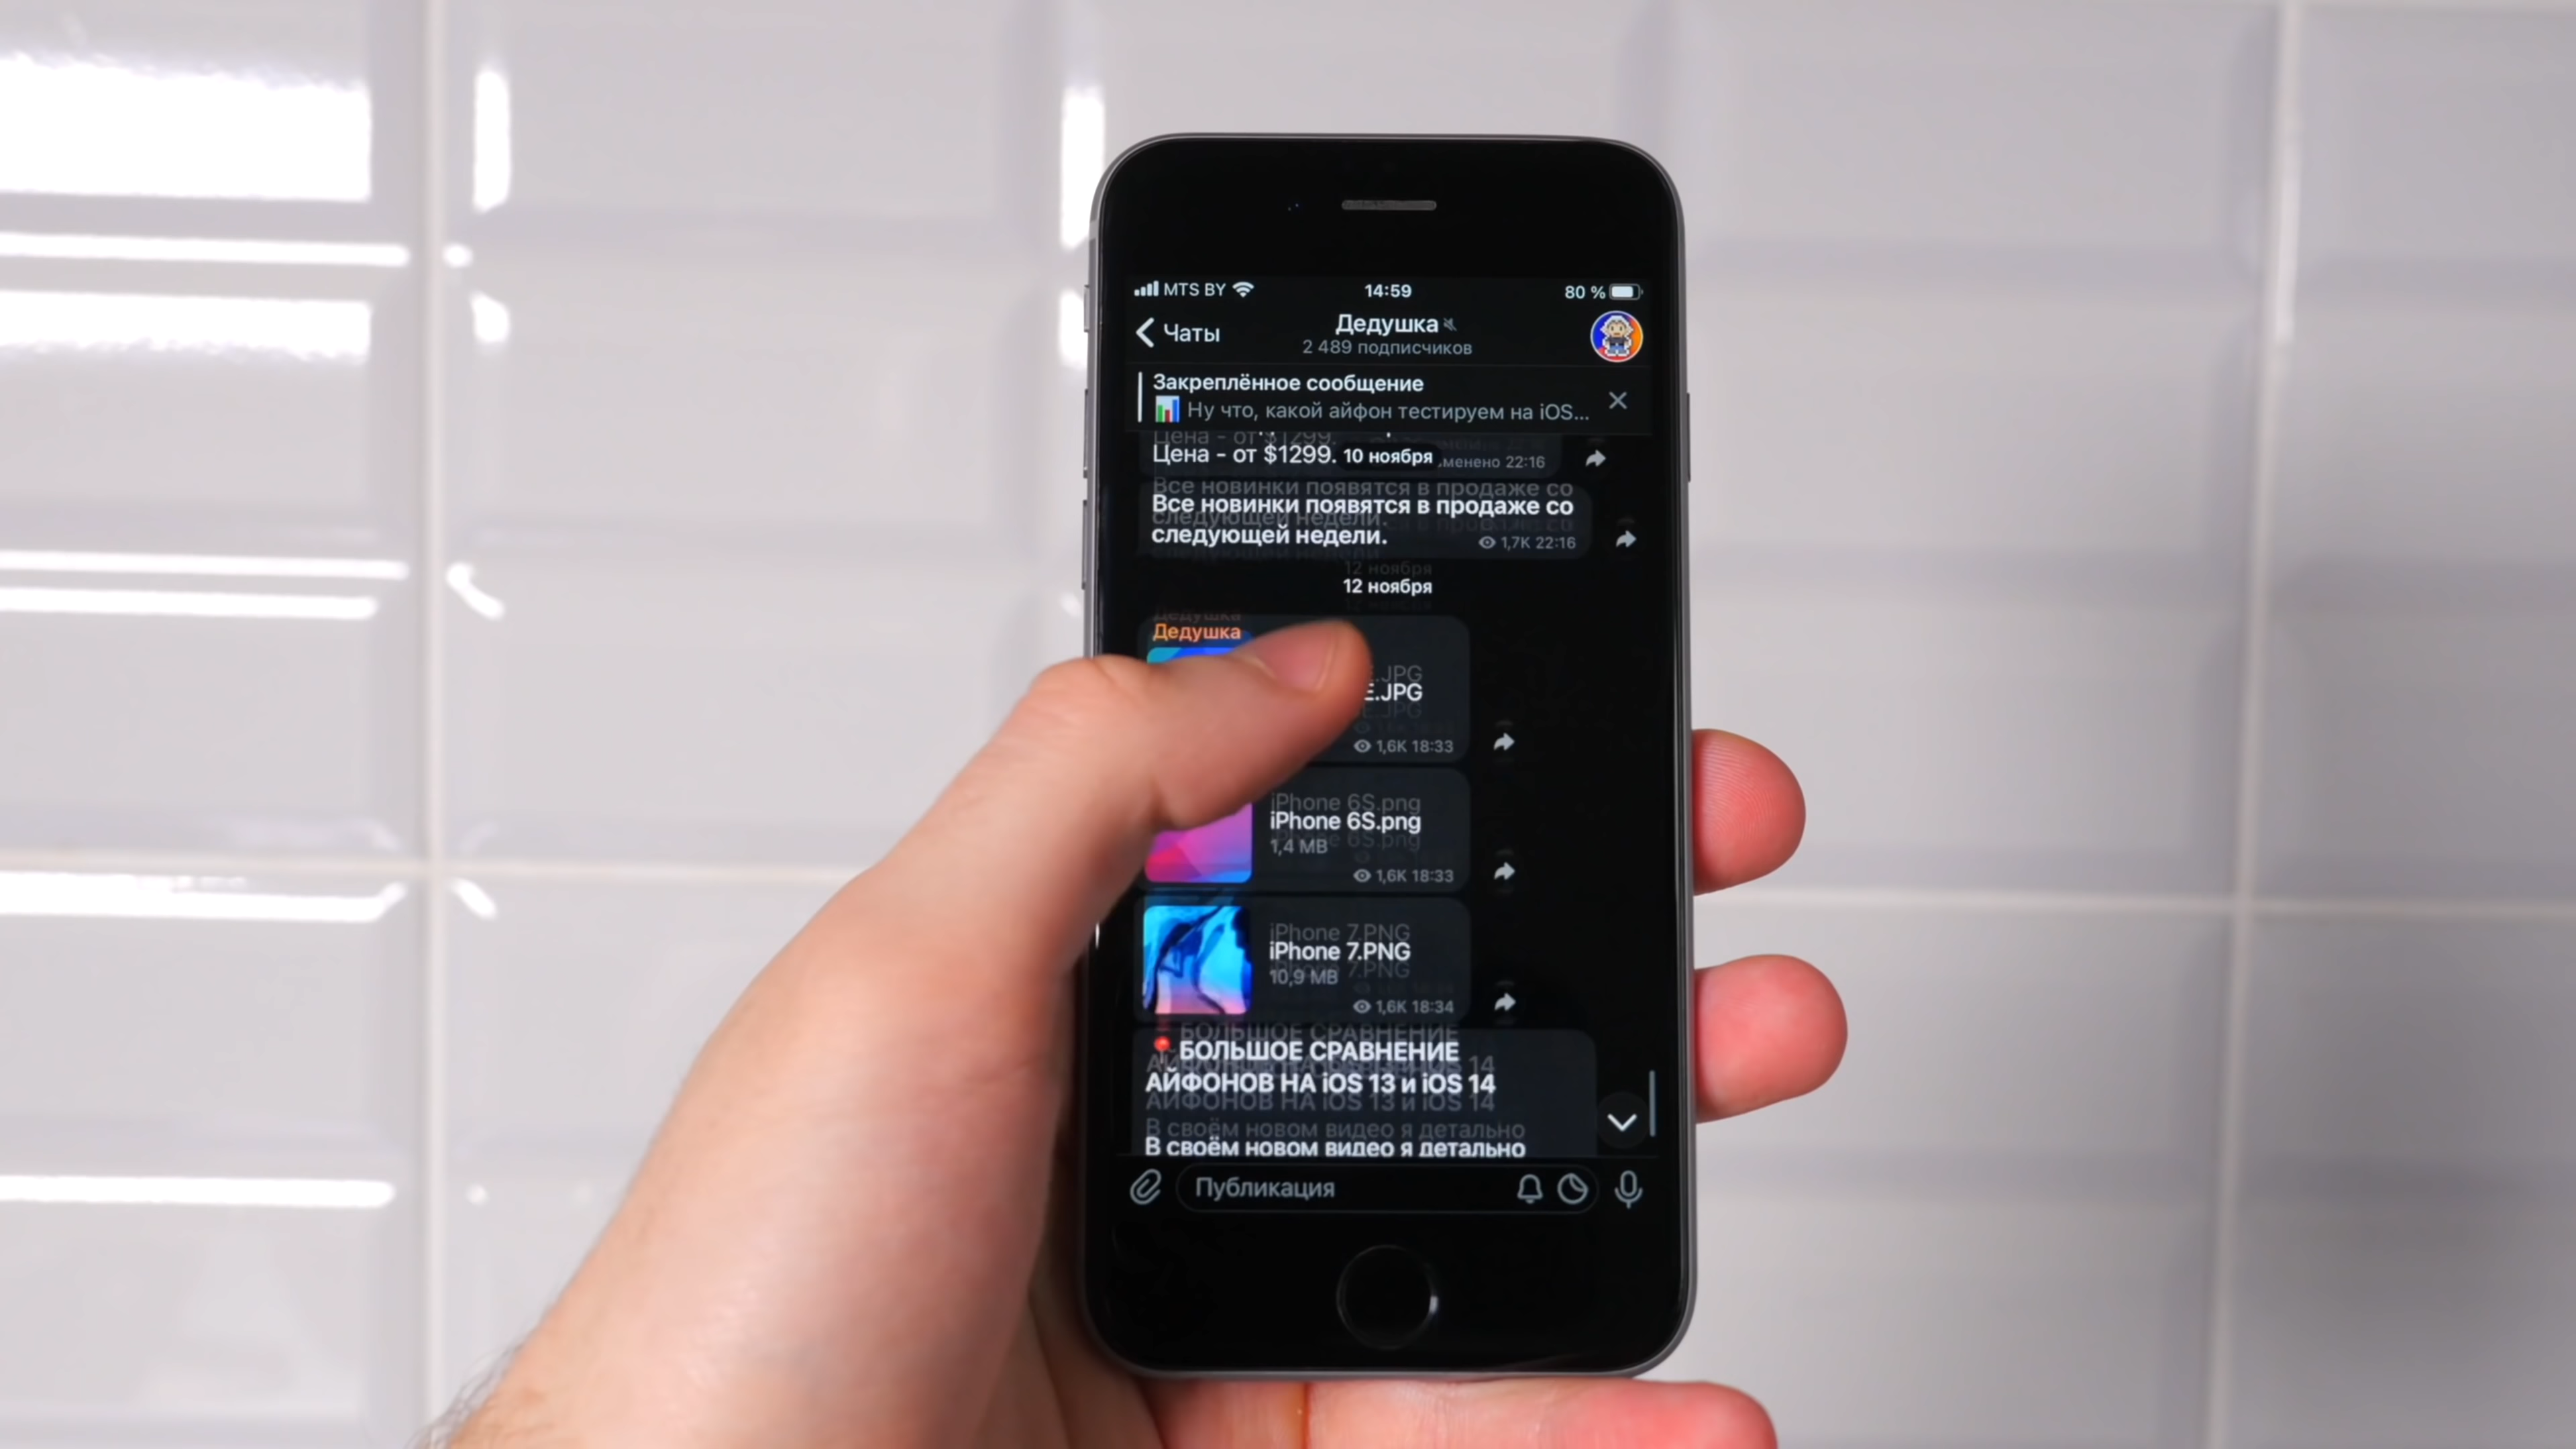 MTS BY 14:59 80 %
Чаты Дедушка
2 489 подписчиков
Закреплённое сообщение
Ну что, какой айфон тестируем на iOS...
Цена - от $1299. 10 ноября менено 22:16
Все новинки появятся в продаже со
следующей недели.
1,7K 22:16
12 ноября
Дедушка
E.JPG
1,6K 18:33
iPhone 6S.png
1,4 MB
1,6K 18:33
iPhone 7.PNG
10,9 MB
1,6K 18:34
БОЛЬШОЕ СРАВНЕНИЕ
АЙФОНОВ НА iOS 13 и iOS 14
В своём новом видео я детально
Публикация